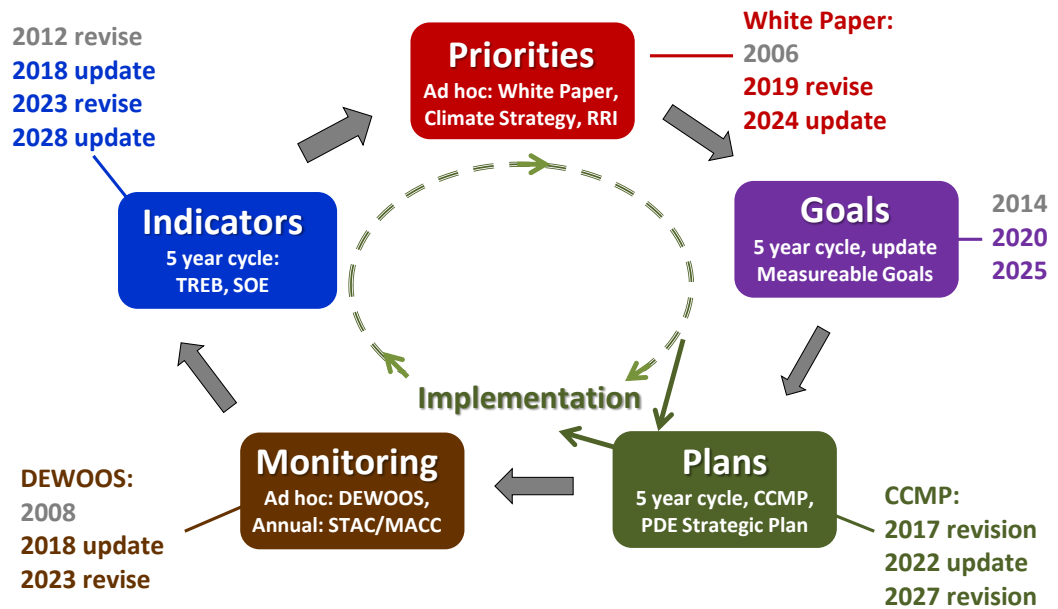 Priorities
Ad hoc: White Paper,
Climate Strategy, RRI
White Paper:
2006
2019 revise
2024 update
Goals
5 year cycle, update
Measureable Goals
2014
2020
2025
Plans
5 year cycle, CCMP,
PDE Strategic Plan
CCMP:
2017 revision
2022 update
2027 revision
Implementation
Monitoring
Ad hoc: DEWOOS,
Annual: STAC/MACC
DEWOOS:
2008
2018 update
2023 revise
Indicators
5 year cycle:
TREB, SOE
2012 revise
2018 update
2023 revise
2028 update